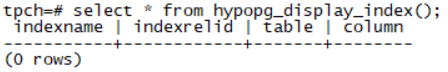 tpch=# select * from hypopg_display_index();
 indexname | indexrelid | table | column
-----------+------------+-------+--------
(0 rows)